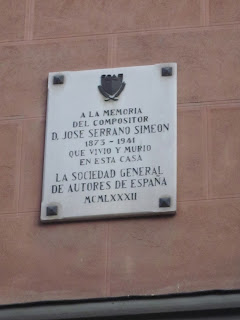 A LA MEMORIA
DEL COMPOSITOR
D. JOSE SERRANO SIMEON
1873 - 1941
QUE VIVIO Y MURIO
EN ESTA CASA
LA SOCIEDAD GENERAL
DE AUTORES DE ESPAÑA
MCMLXXXII